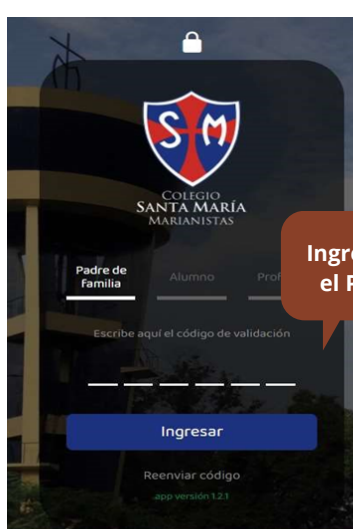 SM
COLEGIO
SANTA MARÍA
MARIANISTAS
Padre de
familia
Alumno
Prof
Ingre
el P
Escribe aquí el código de validación
Ingresar
Reenviar código
app versión 1.2.1